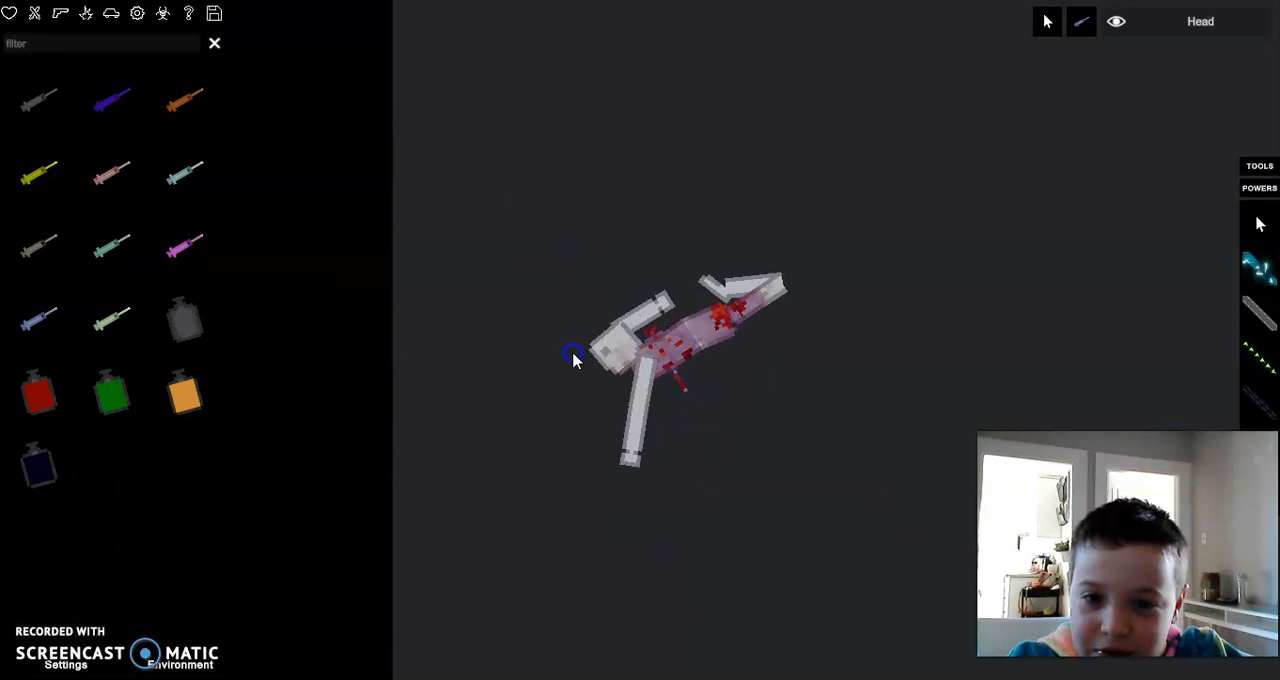 filter
Head
TOOLS
POWERS
RECORDED WITH
SCREENCAST MATIC
Settings
Environment